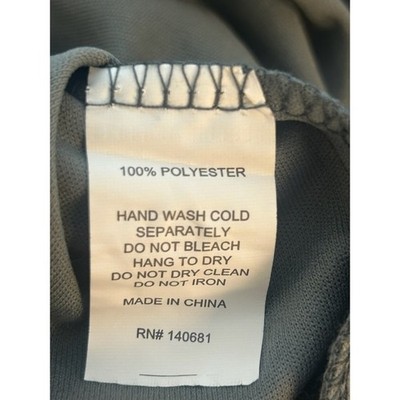 100% POLYESTER
HAND WASH COLD
SEPARATELY
DO NOT BLEACH
HANG TO DRY
DO NOT DRY CLEAN
DO NOT IRON
MADE IN CHINA
RN# 140681